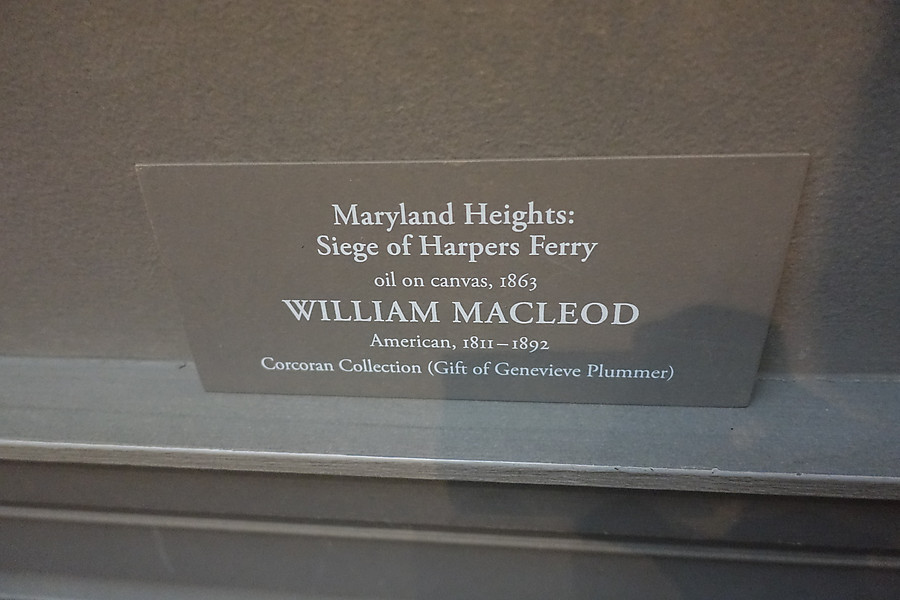 Maryland Heights:
Siege of Harpers Ferry
oil on canvas, 1863
WILLIAM MACLEOD
American, 1811–1892
Corcoran Collection (Gift of Genevieve Plummer)